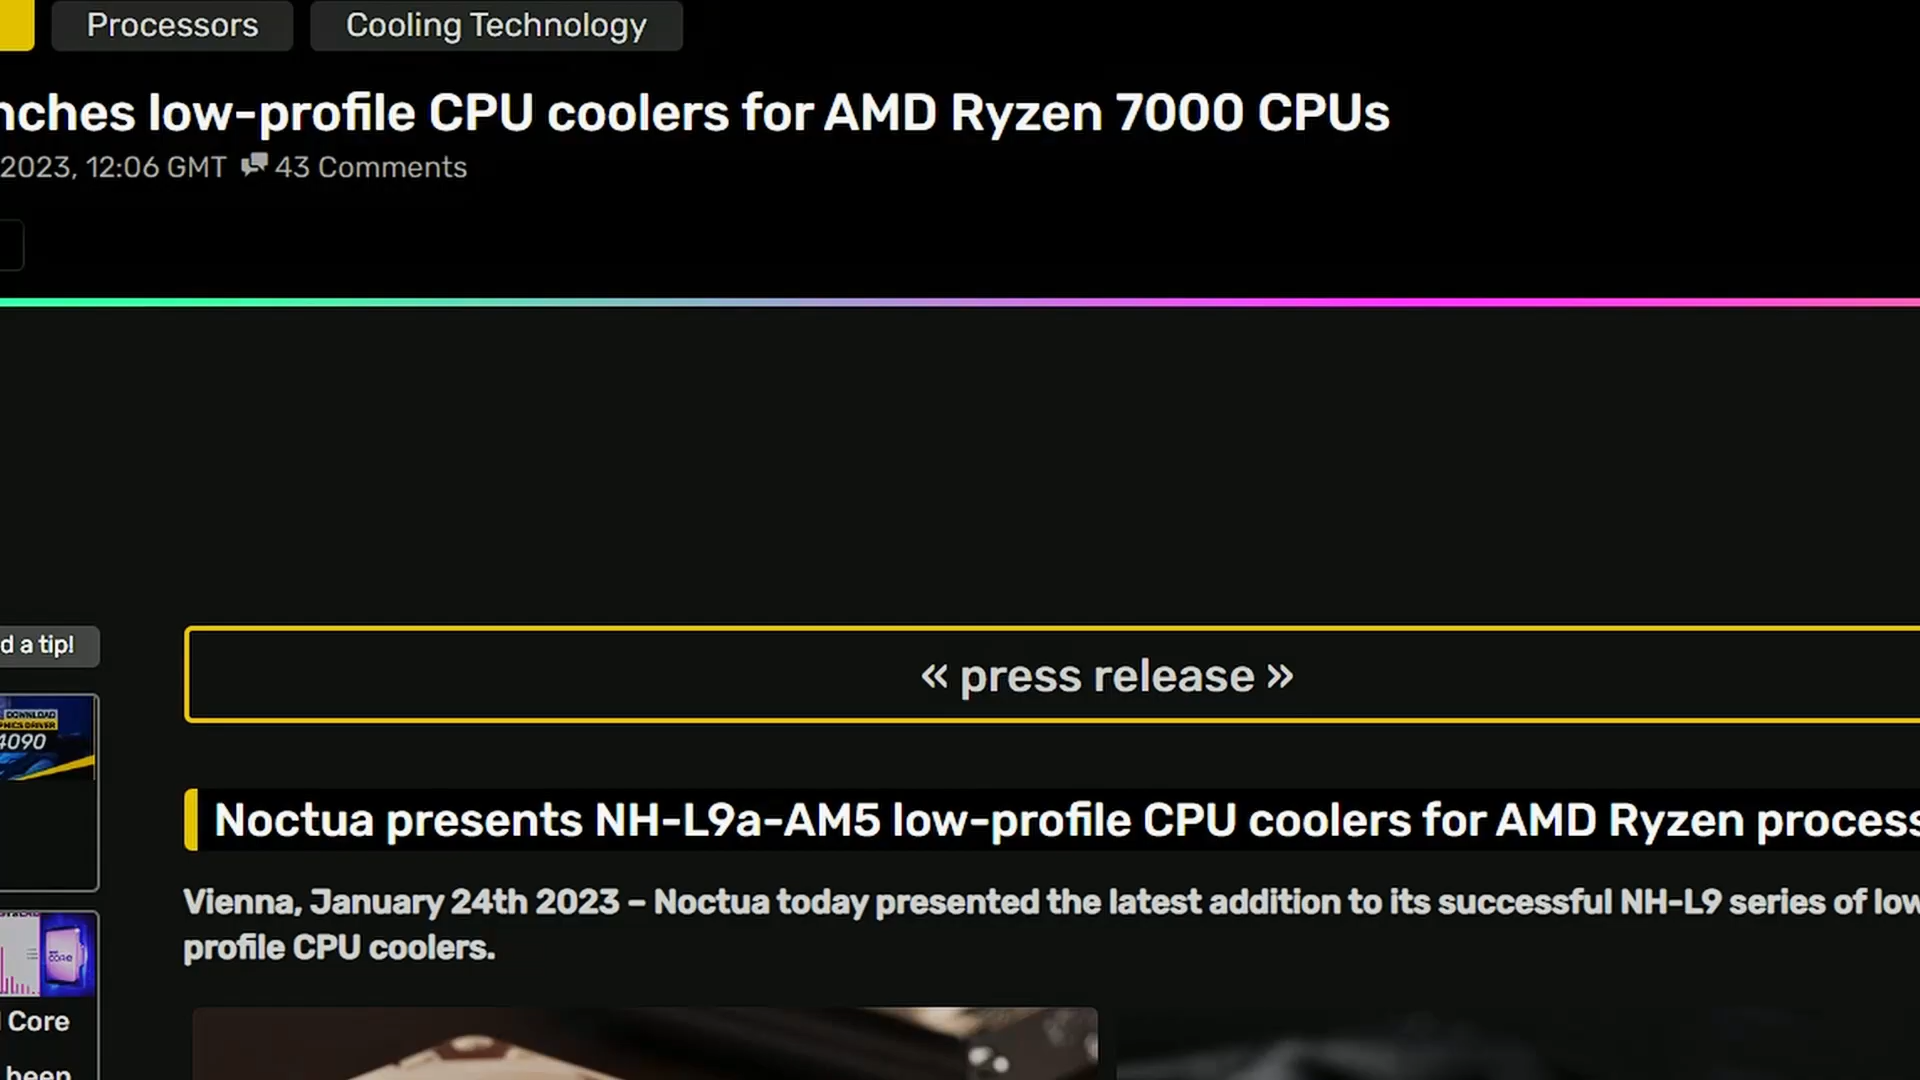 Processors
Cooling Technology
nches low-profile CPU coolers for AMD Ryzen 7000 CPUs
2023, 12:06 GMT 43 Comments
d a tip!
« press release »
DOWNLOAD
4090
Noctua presents NH-L9a-AM5 low-profile CPU coolers for AMD Ryzen process
Vienna, January 24th 2023 – Noctua today presented the latest addition to its successful NH-L9 series of low
profile CPU coolers.
CORE
Core
been